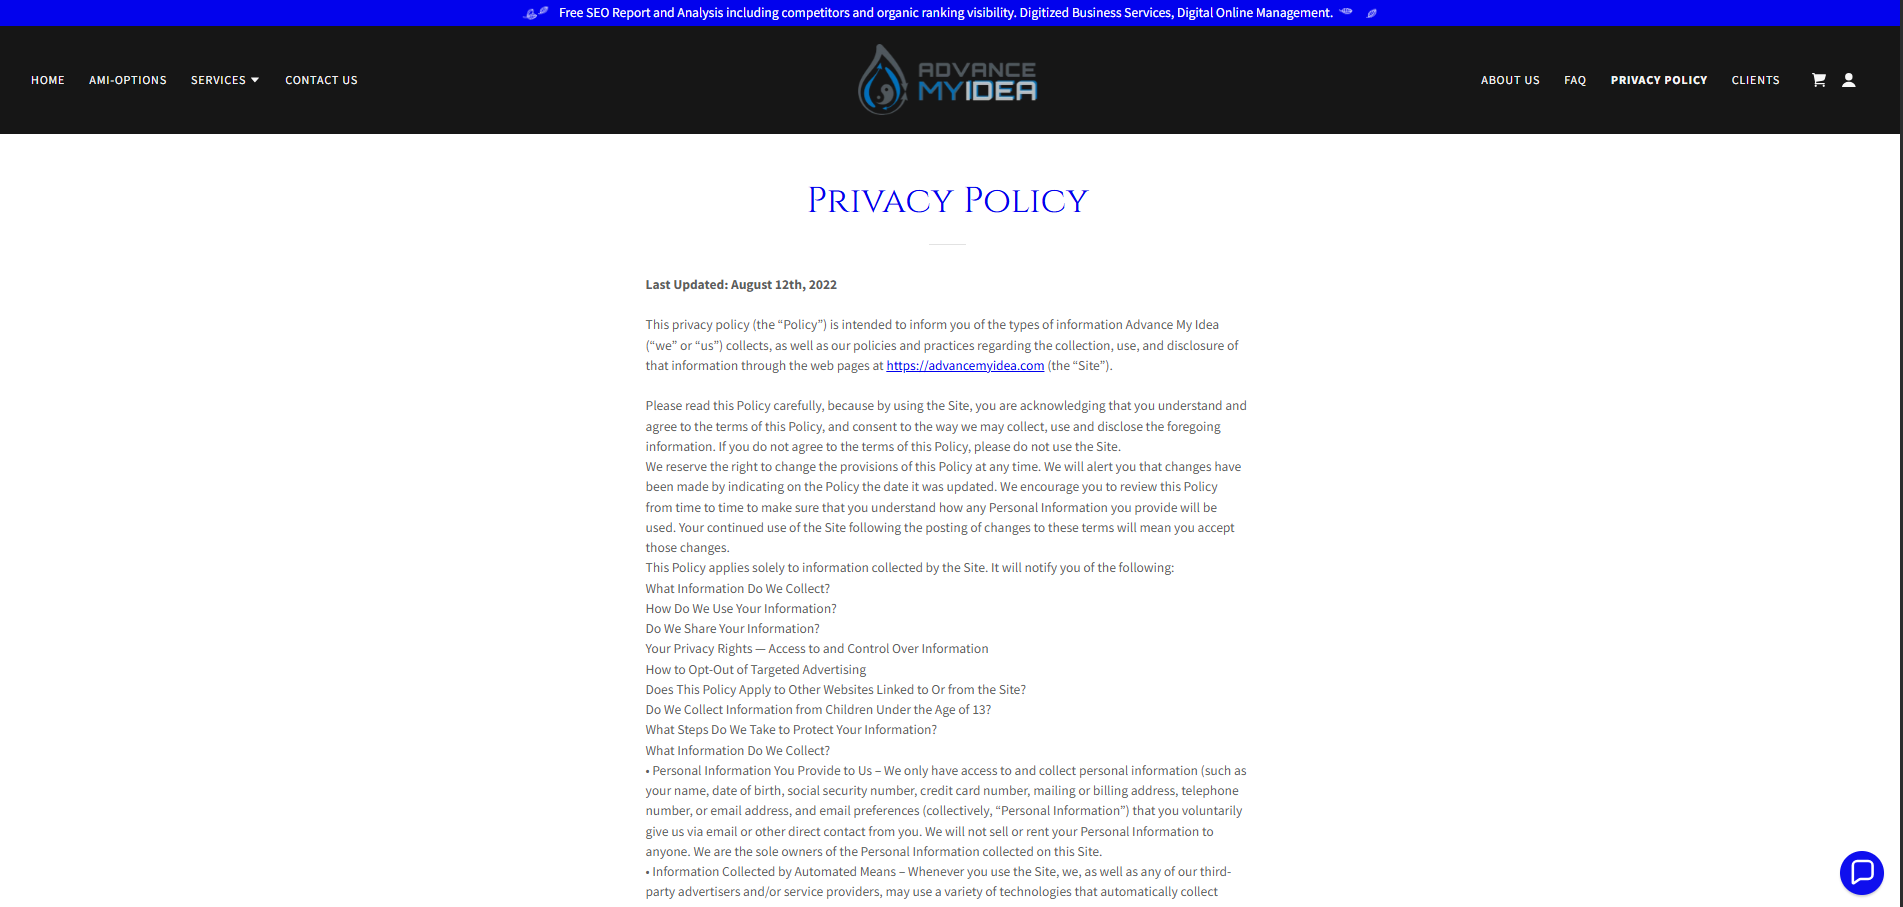 Free SEO Report and Analysis including competitors and organic ranking visibility. Digitized Business Services, Digital Online Management.
HOME AMI-OPTIONS SERVICES CONTACT US
ADVANCE
MYIDEA
ABOUT US FAQ PRIVACY POLICY CLIENTS
Privacy Policy
Last Updated: August 12th, 2022
This privacy policy (the “Policy”) is intended to inform you of the types of information Advance My Idea
(“we” or “us”) collects, as well as our policies and practices regarding the collection, use, and disclosure of
that information through the web pages at https://advancemyidea.com (the “Site”).
Please read this Policy carefully, because by using the Site, you are acknowledging that you understand and
agree to the terms of this Policy, and consent to the way we may collect, use and disclose the foregoing
information. If you do not agree to the terms of this Policy, please do not use the Site.
We reserve the right to change the provisions of this Policy at any time. We will alert you that changes have
been made by indicating on the Policy the date it was updated. We encourage you to review this Policy
from time to time to make sure that you understand how any Personal Information you provide will be
used. Your continued use of the Site following the posting of changes to these terms will mean you accept
those changes.
This Policy applies solely to information collected by the Site. It will notify you of the following:
What Information Do We Collect?
How Do We Use Your Information?
Do We Share Your Information?
Your Privacy Rights — Access to and Control Over Information
How to Opt-Out of Targeted Advertising
Does This Policy Apply to Other Websites Linked to Or from the Site?
Do We Collect Information from Children Under the Age of 13?
What Steps Do We Take to Protect Your Information?
What Information Do We Collect?
• Personal Information You Provide to Us – We only have access to and collect personal information (such as
your name, date of birth, social security number, credit card number, mailing or billing address, telephone
number, or email address, and email preferences (collectively, “Personal Information”) that you voluntarily
give us via email or other direct contact from you. We will not sell or rent your Personal Information to
anyone. We are the sole owners of the Personal Information collected on this Site.
• Information Collected by Automated Means – Whenever you use the Site, we, as well as any of our third-
party advertisers and/or service providers, may use a variety of technologies that automatically collect